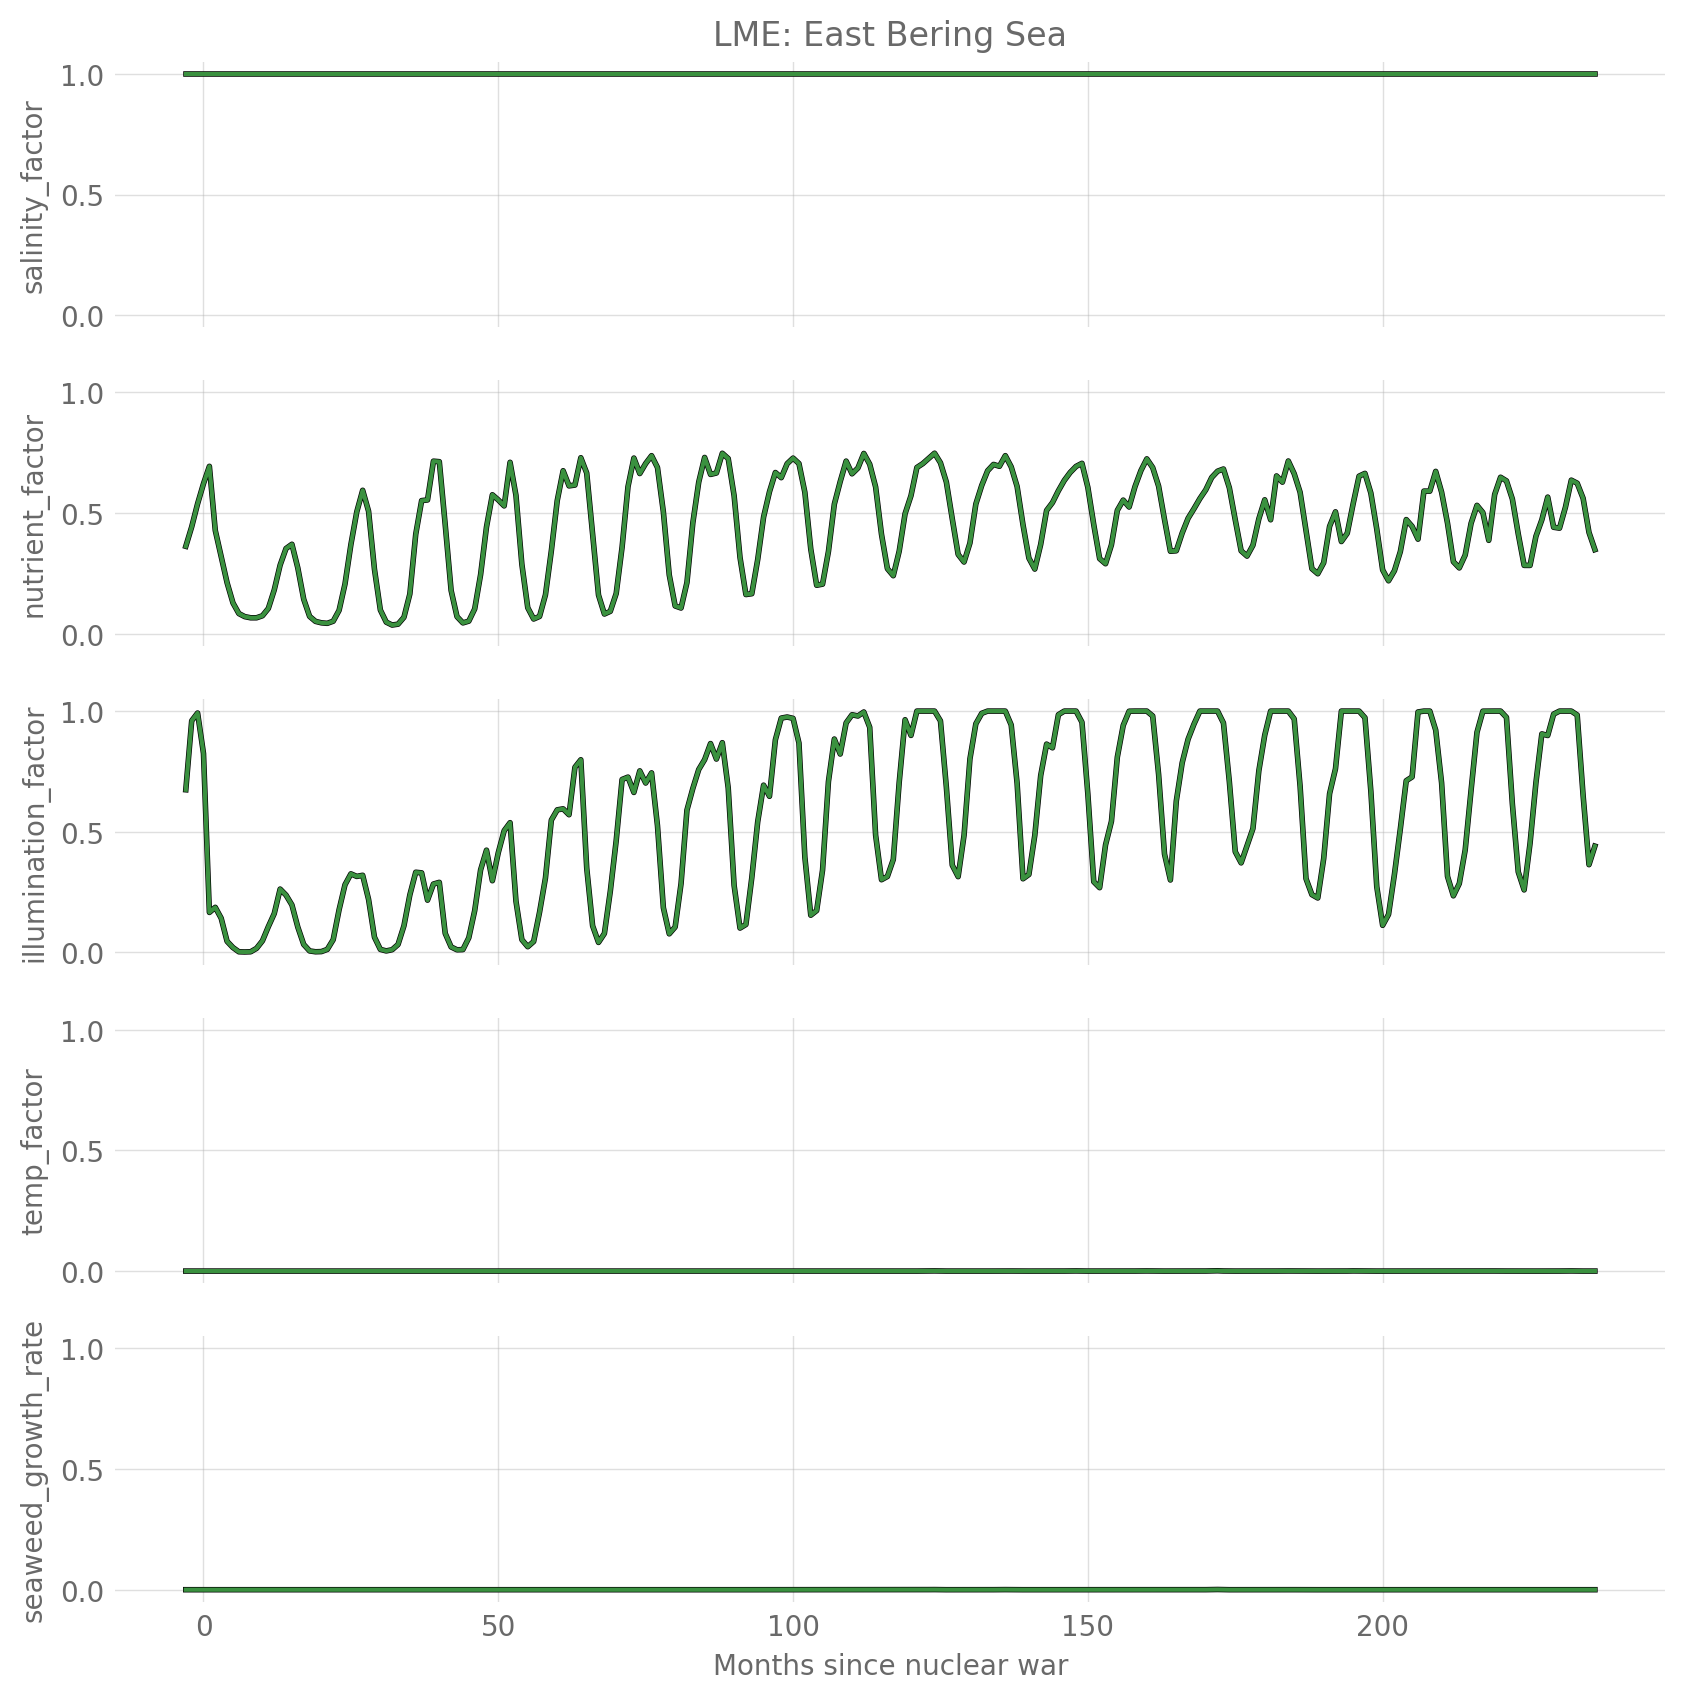 LME: East Bering Sea
1.0
0.5
0.0
salinity_factor
1.0
0.5
0.0
nutrient_factor
1.0
0.5
0.0
illumination_factor
1.0
0.5
0.0
temp_factor
1.0
0.5
0.0
seaweed_growth_rate
0 50 100 150 200
Months since nuclear war